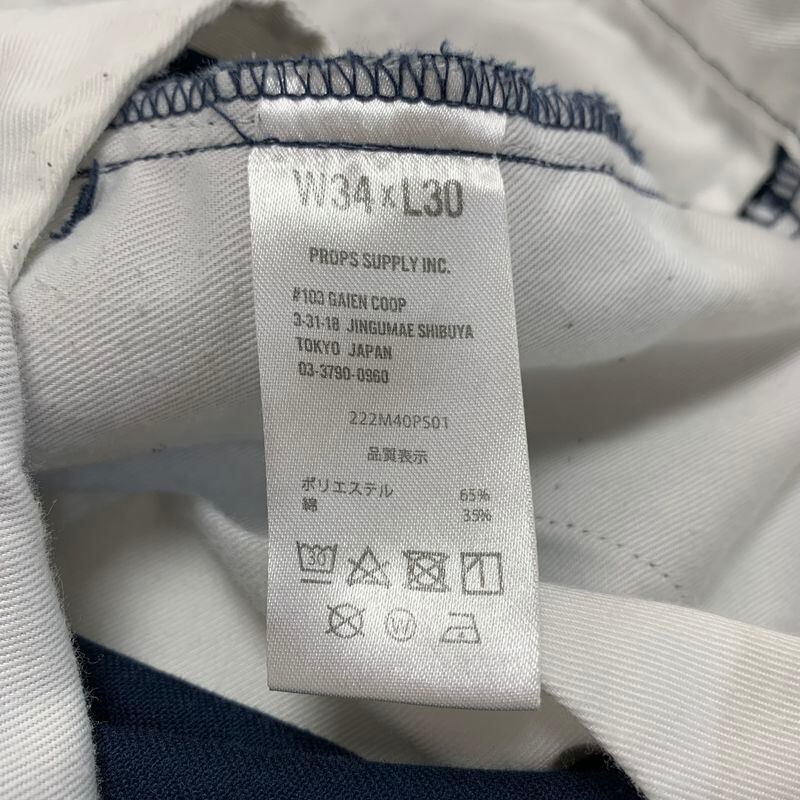 W34×L30
PROPS SUPPLY INC.
#103 GAIEN COOP
3-31-18 JINGUMAE SHIBUYA
TOKYO JAPAN
03-3790-0960
222M40PS01
品質表示
ポリエステル 65%
綿 35%
30
W